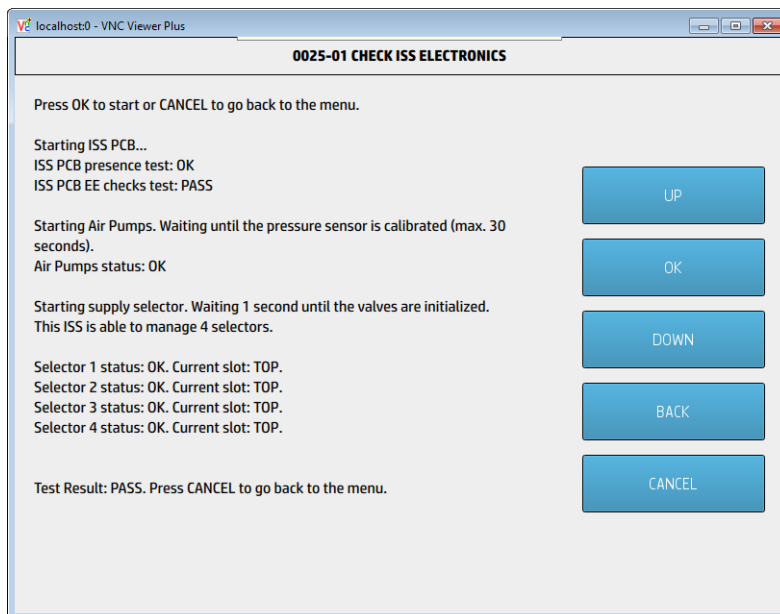 localhost:0 - VNC Viewer Plus
0025-01 CHECK ISS ELECTRONICS
Press OK to start or CANCEL to go back to the menu.
Starting ISS PCB...
ISS PCB presence test: OK
ISS PCB EE checks test: PASS
Starting Air Pumps. Waiting until the pressure sensor is calibrated (max. 30
seconds).
Air Pumps status: OK
Starting supply selector. Waiting 1 second until the valves are initialized.
This ISS is able to manage 4 selectors.
Selector 1 status: OK. Current slot: TOP.
Selector 2 status: OK. Current slot: TOP.
Selector 3 status: OK. Current slot: TOP.
Selector 4 status: OK. Current slot: TOP.
Test Result: PASS. Press CANCEL to go back to the menu.
UP
OK
DOWN
BACK
CANCEL